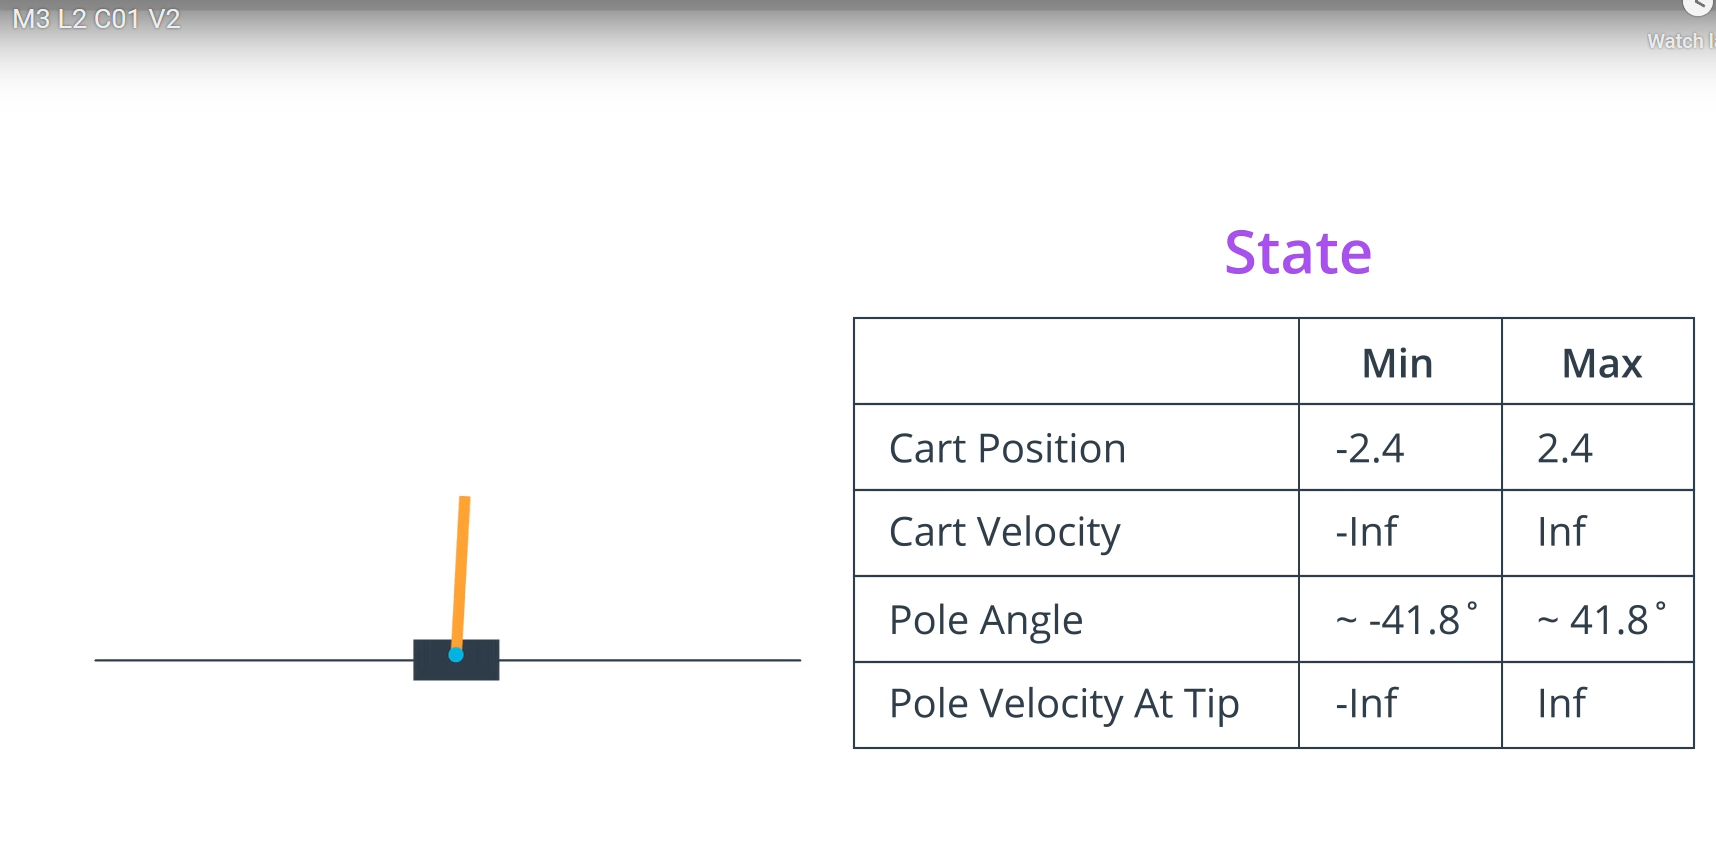 M3 L2 C01 V2
Watch
State
Min Max
Cart Position -2.4 2.4
Cart Velocity -Inf Inf
Pole Angle ~ -41.8° ~ 41.8°
Pole Velocity At Tip -Inf Inf